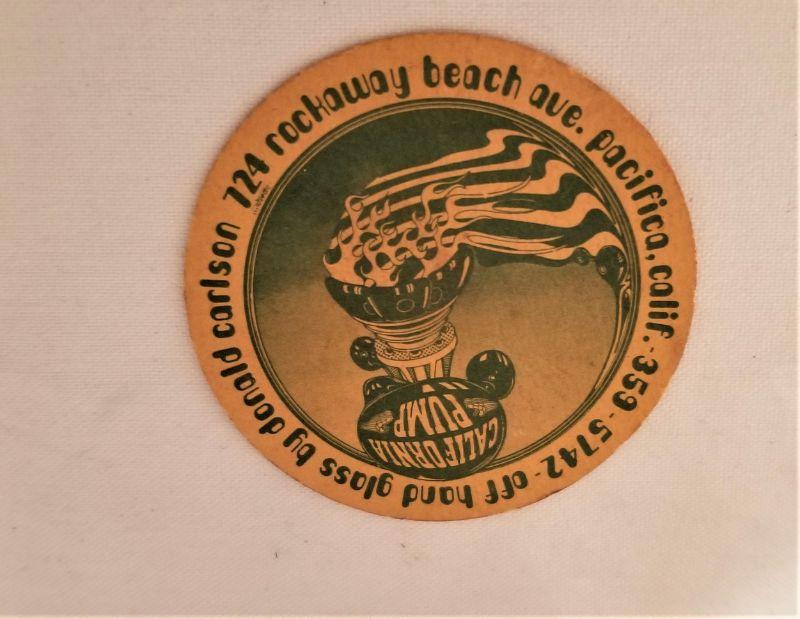 724 rockaway beach ave. pacifica, calif. - 359-5742 - off hand glass by donald carlson
CALIFORNIA
PUMP